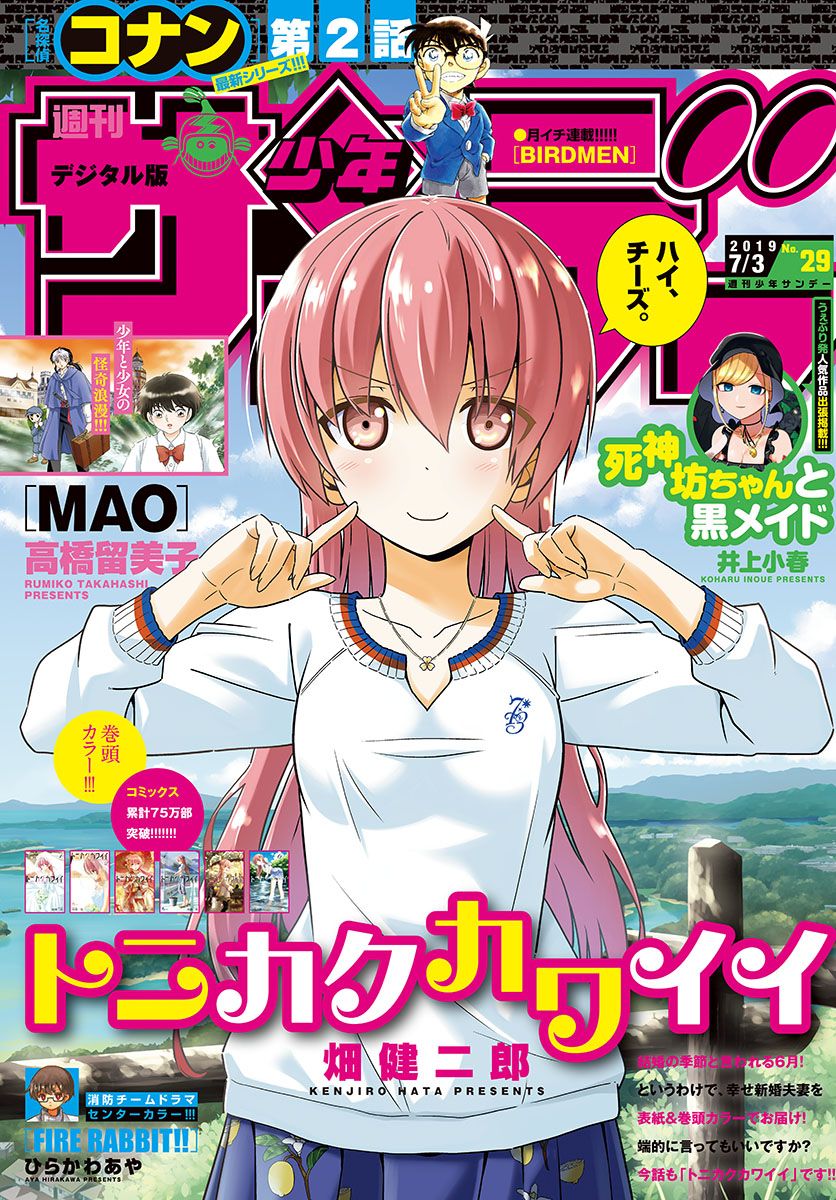 [名探偵コナン]
第2話
最新シリーズ!!!
週刊
少年
サンデー
デジタル版
●月イチ連載!!!!!
[BIRDMEN]
2019
7/3
No.29
週刊少年サンデー
ハイ、
チーズ。
少年と少女の
怪奇浪漫!!!
[MAO]
高橋留美子
RUMIKO TAKAHASHI
PRESENTS
うぇぶり発人気作品出張掲載!!!
死神坊ちゃんと
黒メイド
井上小春
KOHARU INOUE PRESENTS
巻頭
カラー!!!
コミックス
累計75万部
突破!!!!!!!
トニカクカワイイ
畑健二郎
KENJIRO HATA PRESENTS
消防チームドラマ
センターカラー!!!
[FIRE RABBIT!!]
ひらかわあや
AYA HIRAKAWA PRESENTS
結婚の季節と言われる6月!
というわけで、幸せ新婚夫妻を
表紙&巻頭カラーでお届け!
端的に言ってもいいですか?
今話も「トニカクカワイイ」です!!